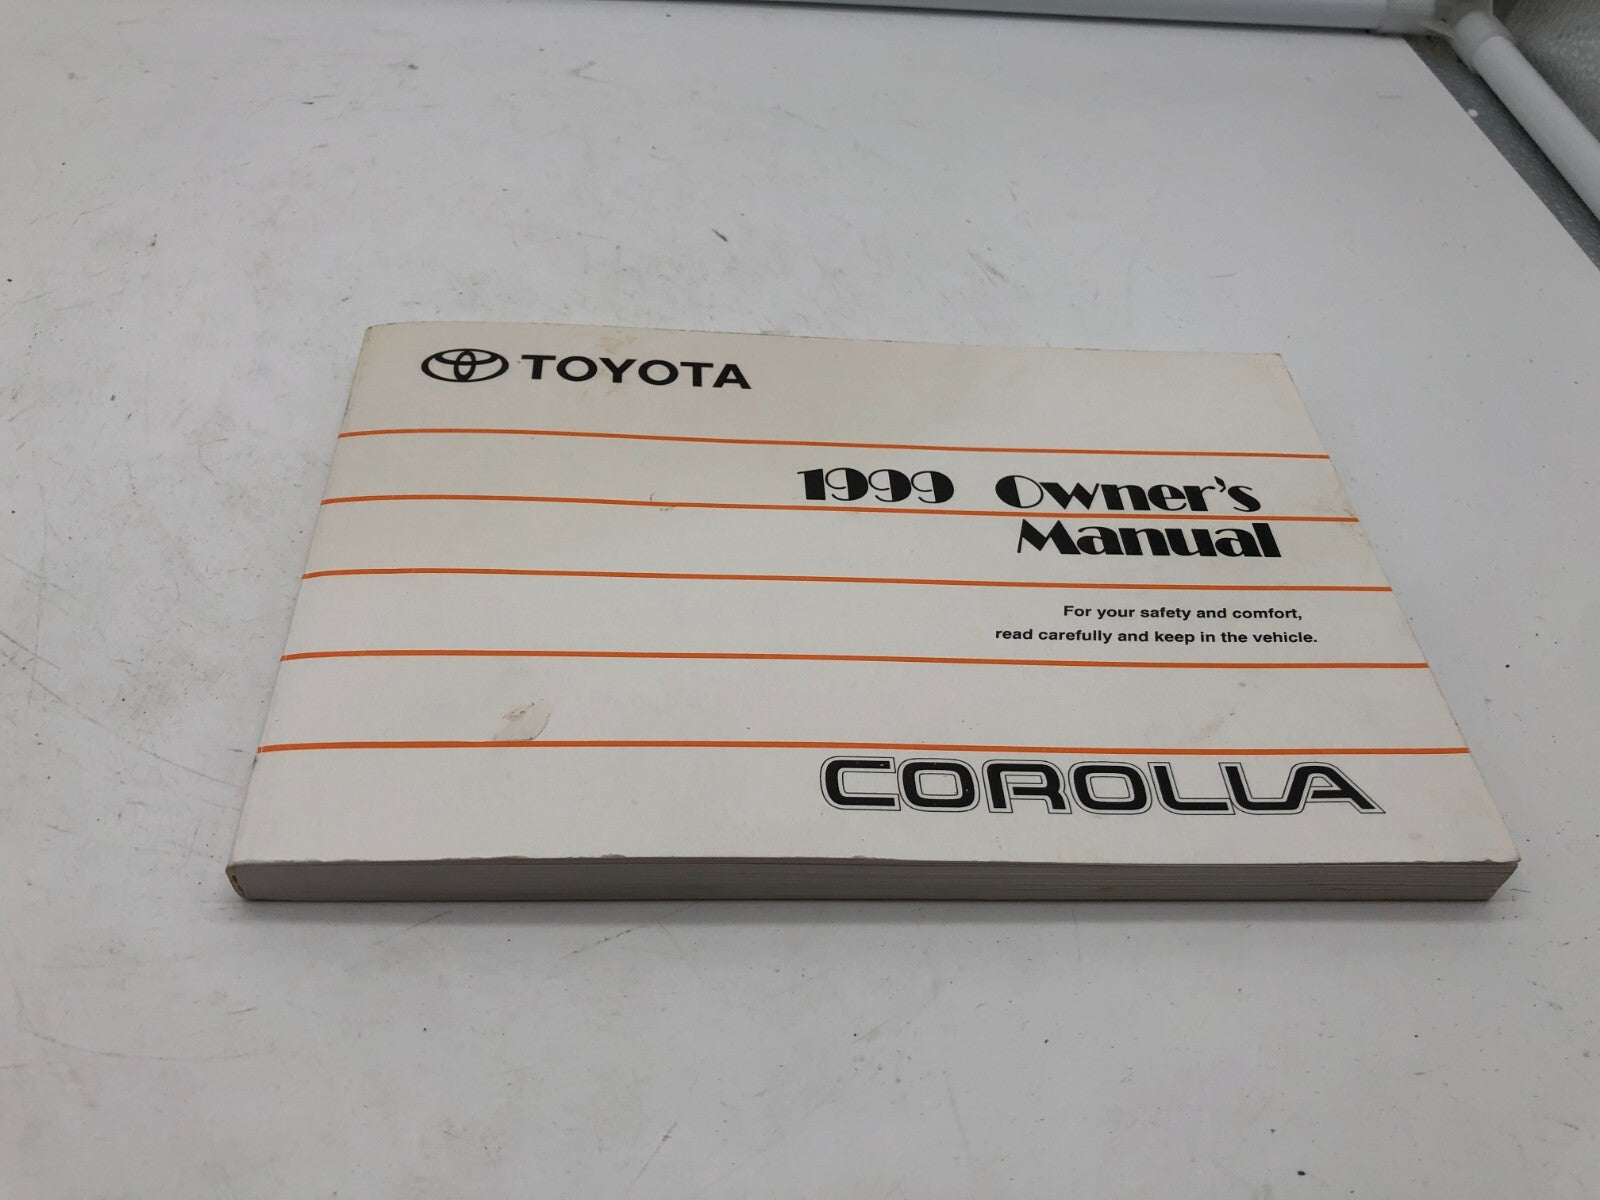 TOYOTA
1999 Owner's
Manual
For your safety and comfort,
read carefully and keep in the vehicle.
COROLLA